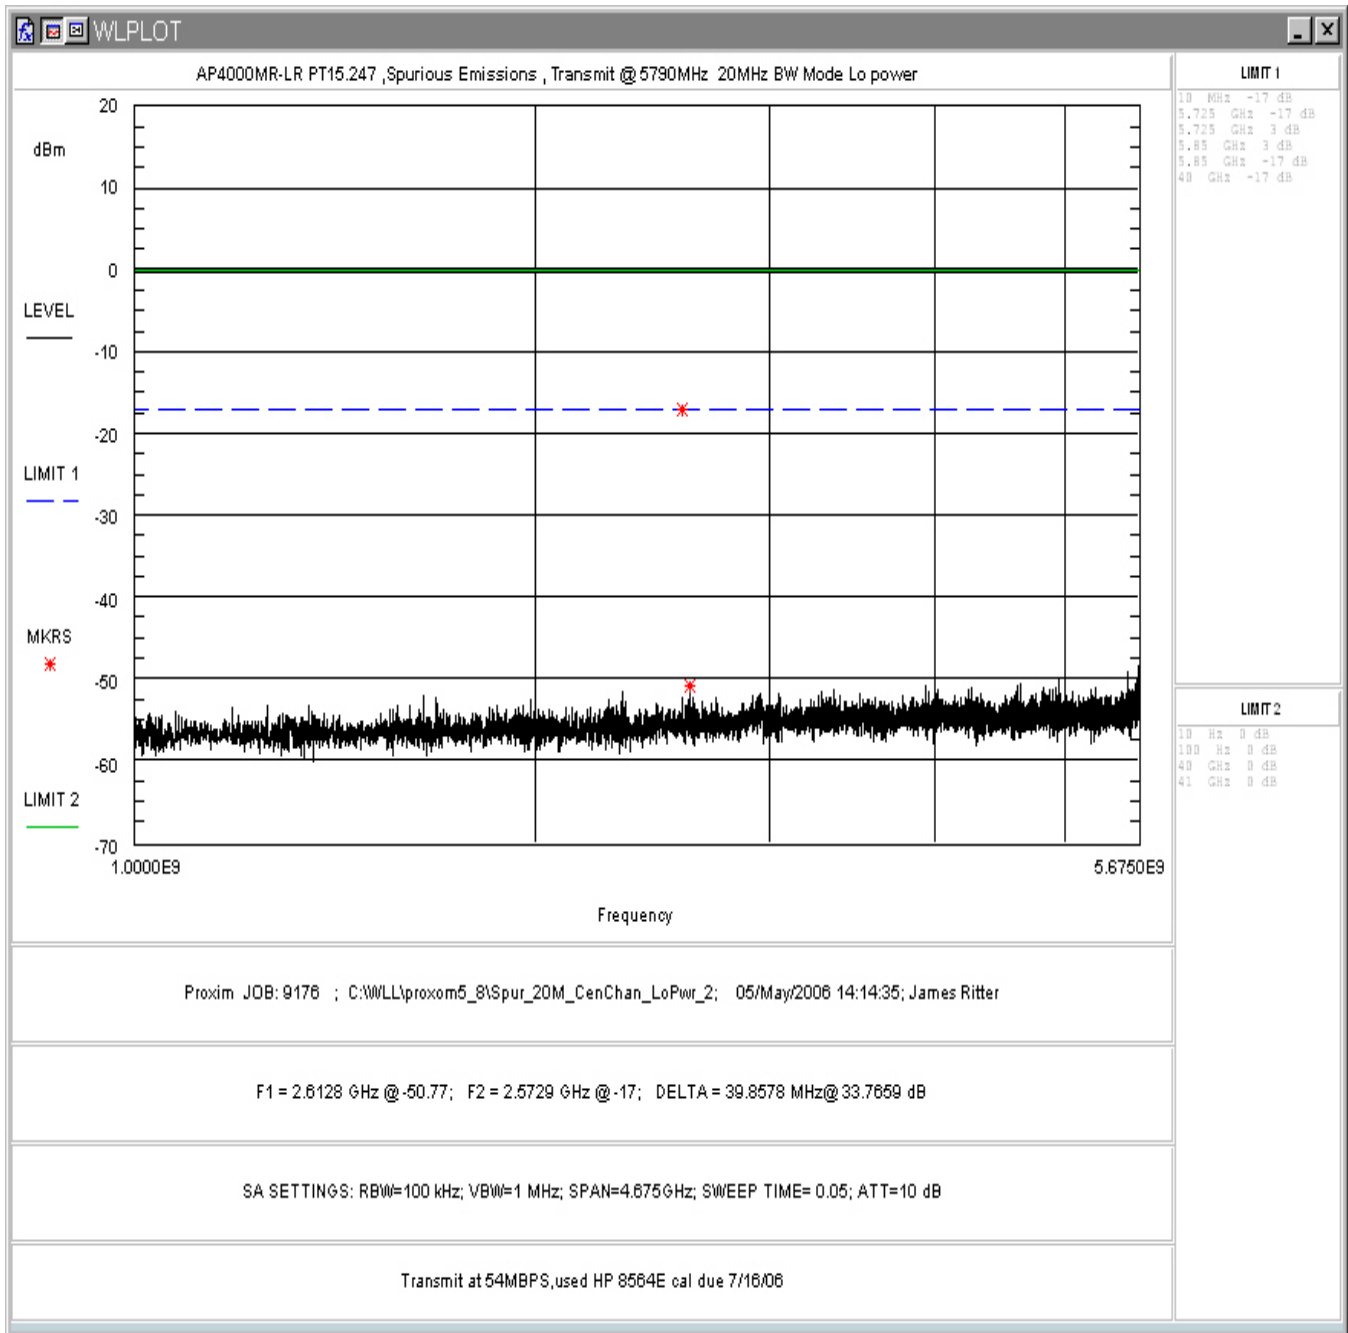 WLPLOT
AP4000MR-LR PT15.247 ,Spurious Emissions , Transmit @ 5790MHz 20MHz BW Mode Lo power
20
dBm
10
0
LEVEL
-10
-20
LIMIT 1
-30
-40
MKRS
-50
-60
LIMIT 2
-70
1.0000E9
5.6750E9
Frequency
LIMIT 1
10 MHz -17 dB
5.725 GHz -17 dB
5.725 GHz 3 dB
5.85 GHz 3 dB
5.85 GHz -17 dB
40 GHz -17 dB
LIMIT 2
10 Hz 0 dB
100 Hz 0 dB
40 GHz 0 dB
41 GHz 0 dB
Proxim JOB: 9176 ; C:\WLL\proxom5_8\Spur_20M_CenChan_LoPwr_2; 05/May/2006 14:14:35; James Ritter
F1 = 2.6128 GHz @ -50.77; F2 = 2.5729 GHz @ -17; DELTA = 39.8578 MHz@ 33.7659 dB
SA SETTINGS: RBW=100 kHz; VBW=1 MHz; SPAN=4.675GHz; SWEEP TIME= 0.05; ATT=10 dB
Transmit at 54MBPS,used HP 8564E cal due 7/16/06